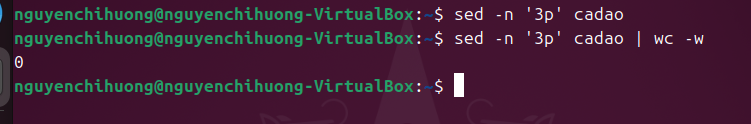 nguyenchihuong@nguyenchihuong-VirtualBox:~$ sed -n '3p' cadao
nguyenchihuong@nguyenchihuong-VirtualBox:~$ sed -n '3p' cadao | wc -w
0
nguyenchihuong@nguyenchihuong-VirtualBox:~$